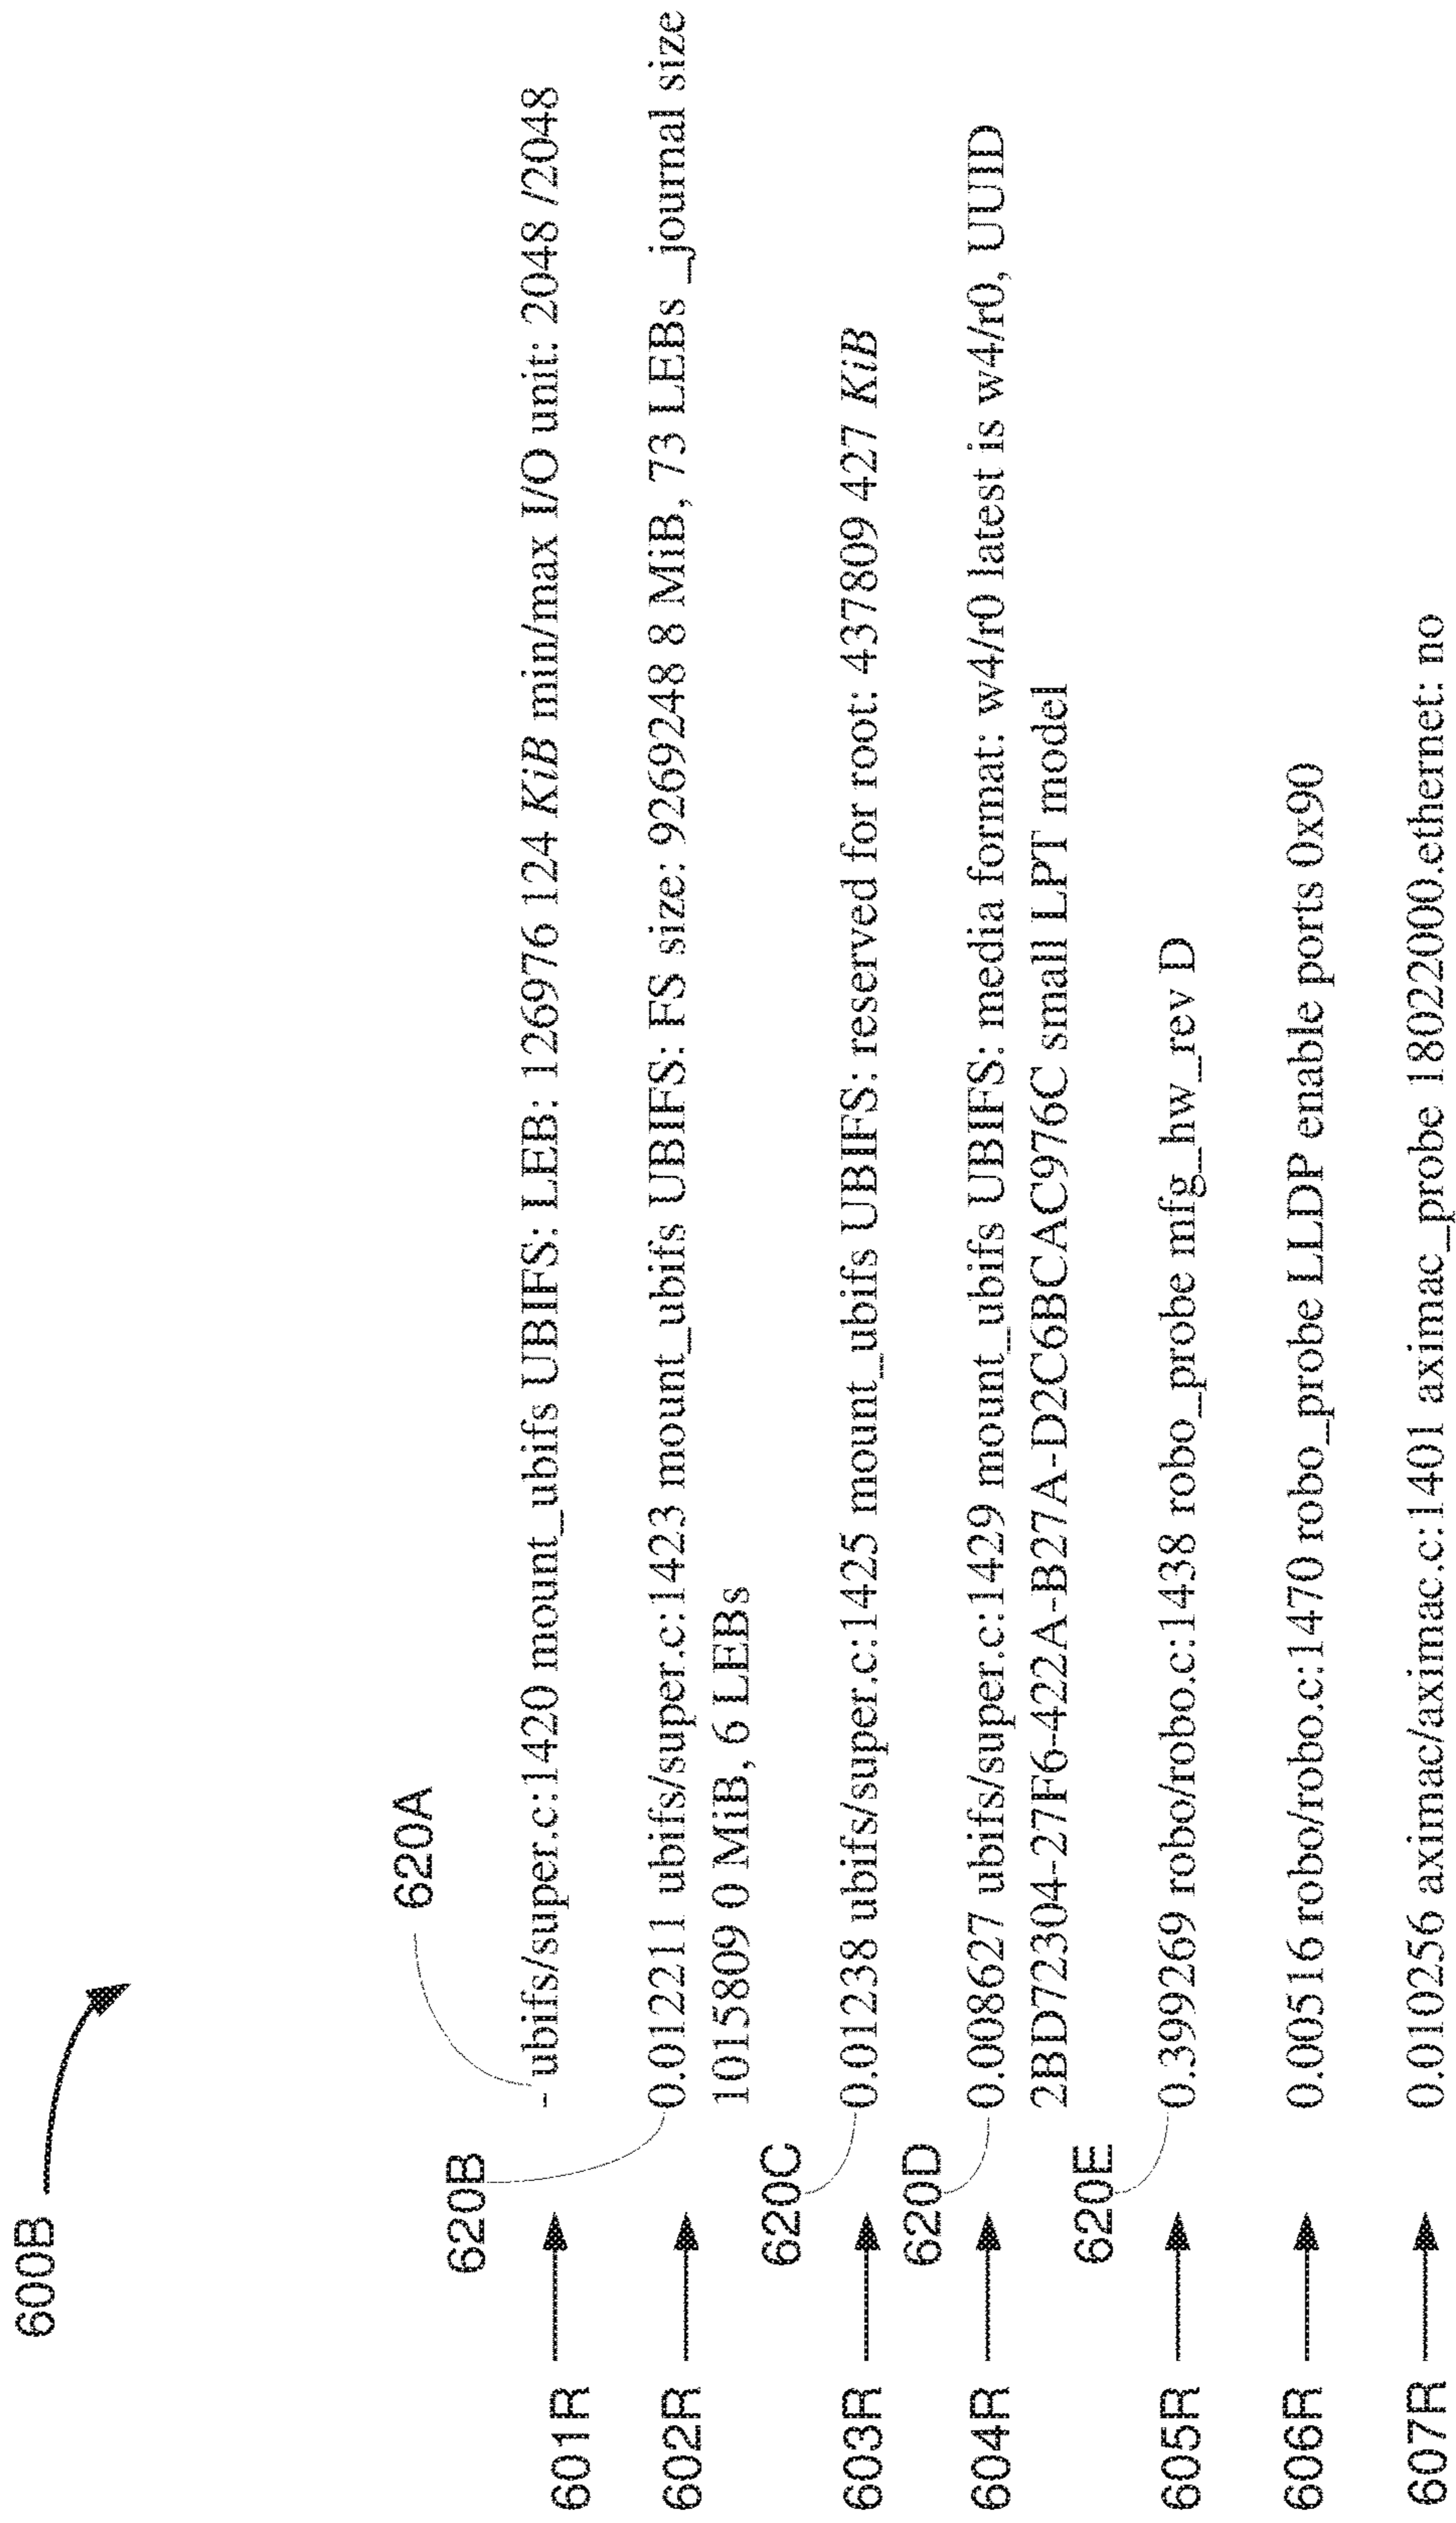 600B
620A
601R
- ubifs/super.c:1420 mount_ubifs UBIFS: LEB: 126976 124 KiB min/max I/O unit: 2048 /2048
620B
602R
0.012211 ubifs/super.c:1423 mount_ubifs UBIFS: FS size: 9269248 8 MiB, 73 LEBs _journal size
1015809 0 MiB, 6 LEBs
620C
603R
0.01238 ubifs/super.c:1425 mount_ubifs UBIFS: reserved for root: 437809 427 KiB
620D
604R
0.008627 ubifs/super.c:1429 mount_ubifs UBIFS: media format: w4/r0 latest is w4/r0, UUID
2BD72304-27F6-422A-B27A-D2C6BCAC976C small LPT model
620E
605R
0.399269 robo/robo.c:1438 robo_probe mfg_hw_rev D
606R
0.00516 robo/robo.c:1470 robo_probe LLDP enable ports 0x90
607R
0.010256 aximac/aximac.c:1401 aximac_probe 18022000.ethernet: no